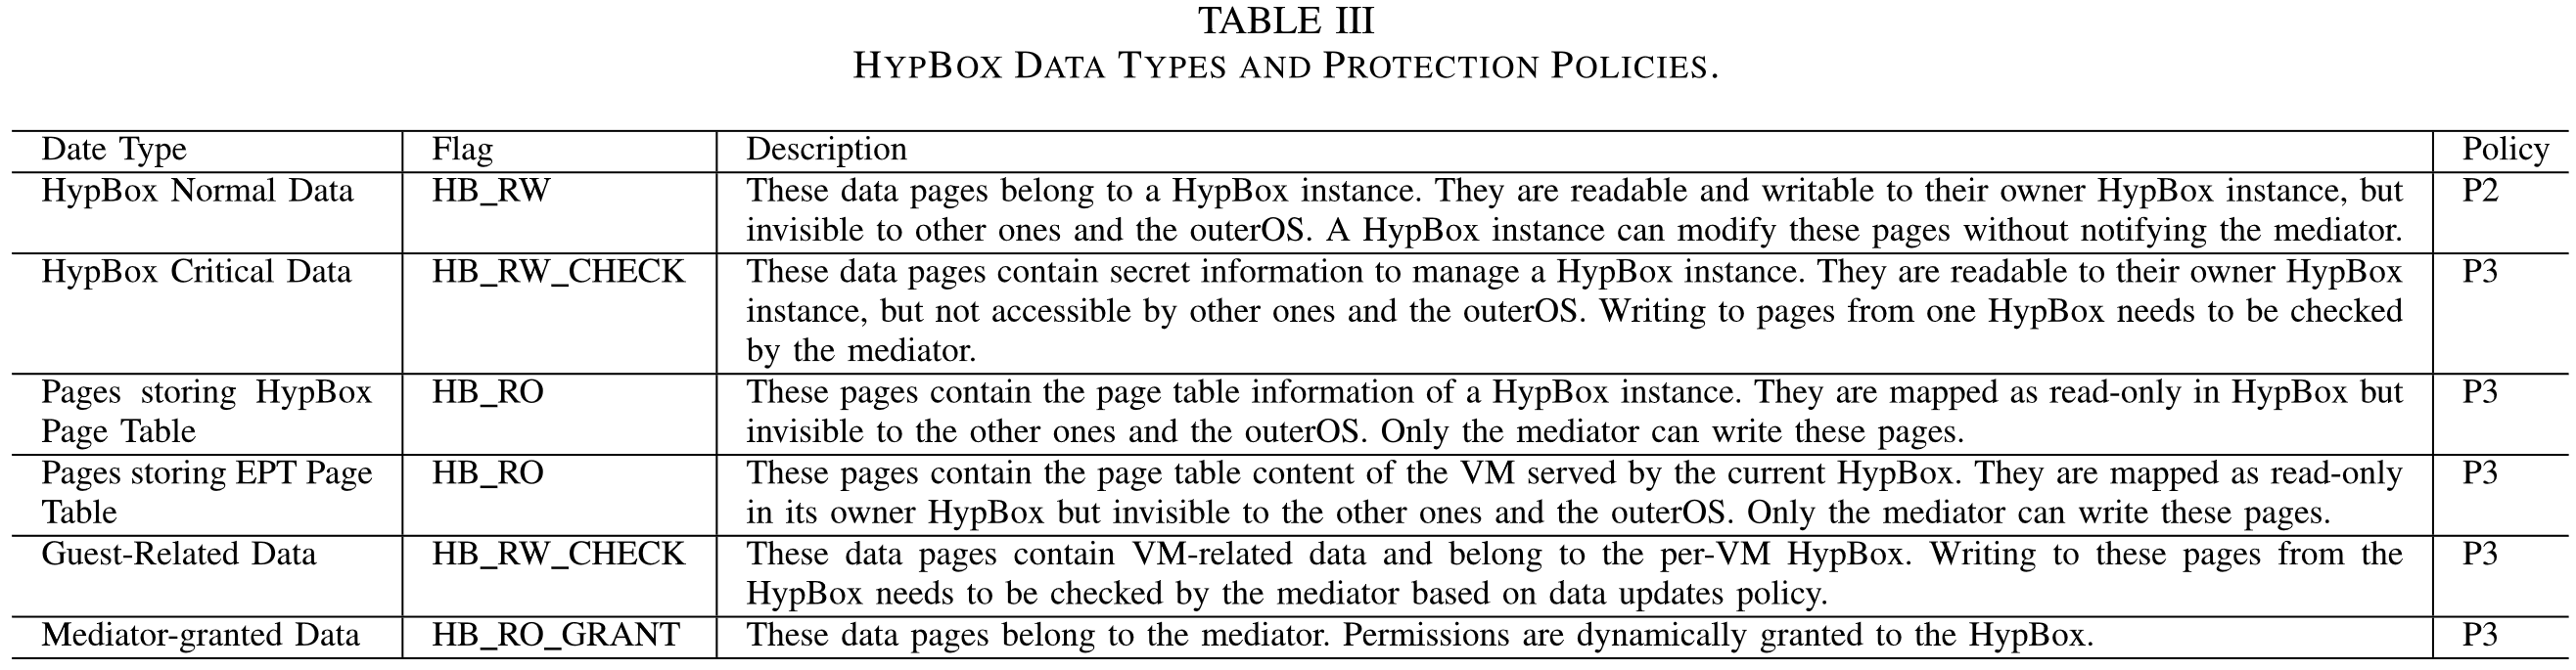 TABLE III
HYPBOX DATA TYPES AND PROTECTION POLICIES.
Date Type Flag Description Policy
HypBox Normal Data HB_RW These data pages belong to a HypBox instance. They are readable and writable to their owner HypBox instance, but P2
invisible to other ones and the outerOS. A HypBox instance can modify these pages without notifying the mediator.
HypBox Critical Data HB_RW_CHECK These data pages contain secret information to manage a HypBox instance. They are readable to their owner HypBox P3
instance, but not accessible by other ones and the outerOS. Writing to pages from one HypBox needs to be checked
by the mediator.
Pages storing HypBox HB_RO These pages contain the page table information of a HypBox instance. They are mapped as read-only in HypBox but P3
Page Table invisible to the other ones and the outerOS. Only the mediator can write these pages.
Pages storing EPT Page HB_RO These pages contain the page table content of the VM served by the current HypBox. They are mapped as read-only P3
Table in its owner HypBox but invisible to the other ones and the outerOS. Only the mediator can write these pages.
Guest-Related Data HB_RW_CHECK These data pages contain VM-related data and belong to the per-VM HypBox. Writing to these pages from the P3
HypBox needs to be checked by the mediator based on data updates policy.
Mediator-granted Data HB_RO_GRANT These data pages belong to the mediator. Permissions are dynamically granted to the HypBox. P3